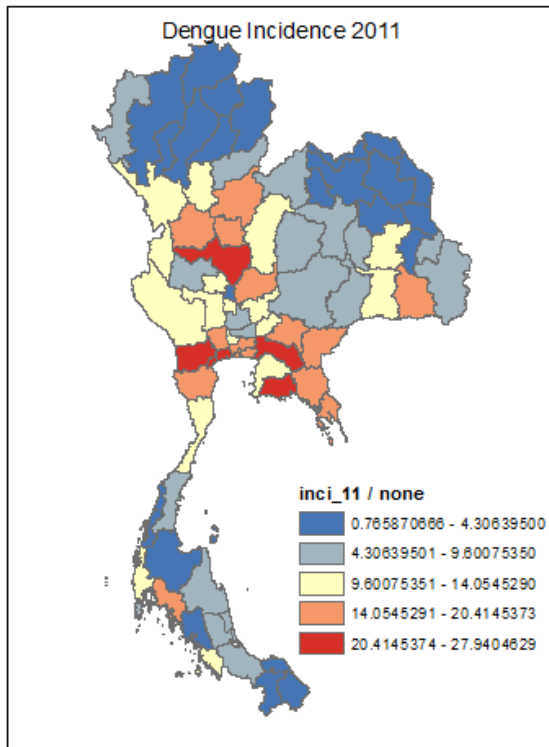 Dengue Incidence 2011
inci_11 / none
0.765870666 - 4.30639500
4.30639501 - 9.60075350
9.60075351 - 14.0545290
14.0545291 - 20.4145373
20.4145374 - 27.9404629